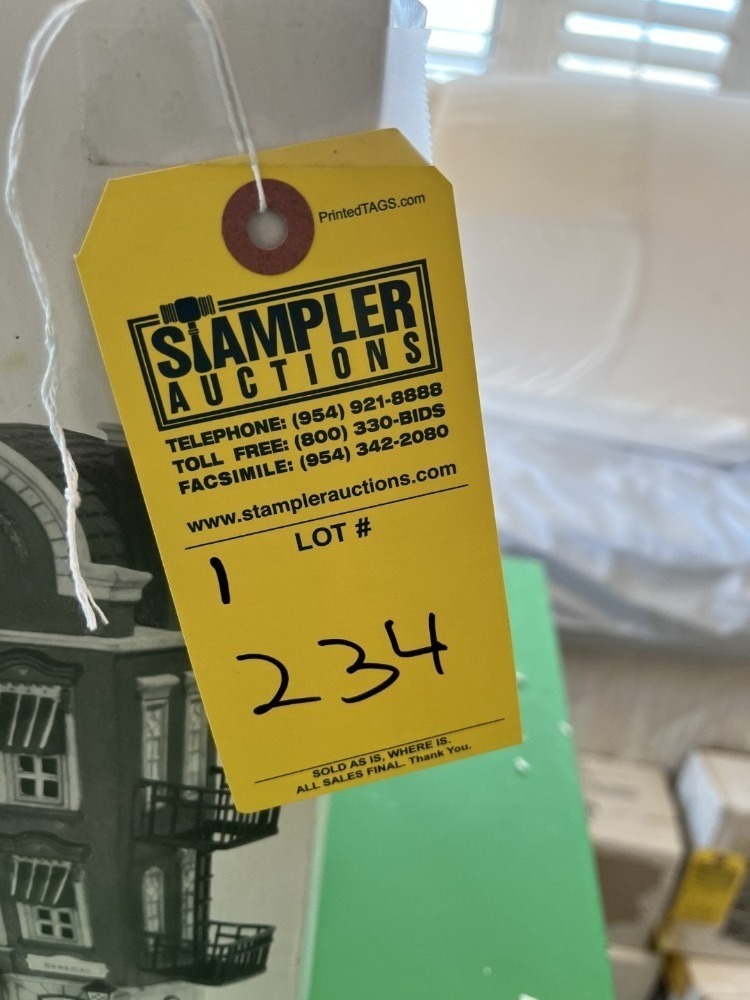 PrintedTAGS.com
STAMPLER
AUCTIONS
TELEPHONE: (954) 921-8888
TOLL FREE: (800) 330-BIDS
FACSIMILE: (954) 342-2080
www.stamplerauctions.com
LOT #
1
234
SOLD AS IS, WHERE IS.
ALL SALES FINAL. Thank You.